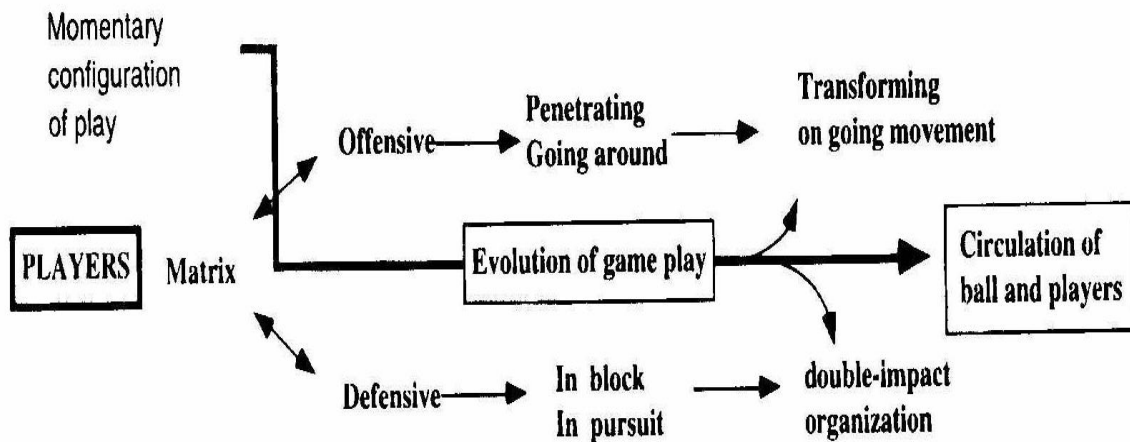 Momentary
configuration
of play
Offensive
Penetrating
Going around
Transforming
on going movement
PLAYERS
Matrix
Evolution of game play
Circulation of
ball and players
Defensive
In block
In pursuit
double-impact
organization